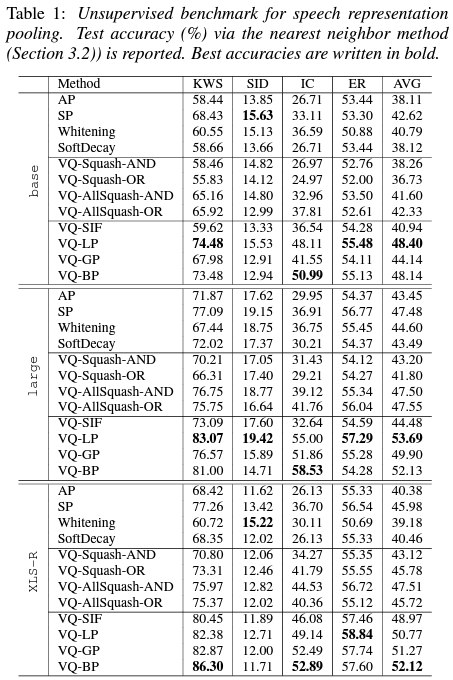 Table 1: Unsupervised benchmark for speech representation
pooling. Test accuracy (%) via the nearest neighbor method
(Section 3.2)) is reported. Best accuracies are written in bold.
Method KWS SID IC ER AVG
base
AP 58.44 13.85 26.71 53.44 38.11
SP 68.43 15.63 33.11 53.30 42.62
Whitening 60.55 15.13 36.59 50.88 40.79
SoftDecay 58.66 13.66 26.71 53.44 38.12
VQ-Squash-AND 58.46 14.82 26.97 52.76 38.26
VQ-Squash-OR 55.83 14.12 24.97 52.00 36.73
VQ-AllSquash-AND 65.16 14.80 32.96 53.50 41.60
VQ-AllSquash-OR 65.92 12.99 37.81 52.61 42.33
VQ-SIF 59.62 13.33 36.54 54.28 40.94
VQ-LP 74.48 15.53 48.11 55.48 48.40
VQ-GP 67.98 12.91 41.55 54.11 44.14
VQ-BP 73.48 12.94 50.99 55.13 48.14
large
AP 71.87 17.62 29.95 54.37 43.45
SP 77.09 19.15 36.91 56.77 47.48
Whitening 67.44 18.75 36.75 55.45 44.60
SoftDecay 72.02 17.37 30.21 54.37 43.49
VQ-Squash-AND 70.21 17.05 31.43 54.12 43.20
VQ-Squash-OR 66.31 17.40 29.21 54.27 41.80
VQ-AllSquash-AND 76.75 18.77 39.12 55.34 47.50
VQ-AllSquash-OR 75.75 16.64 41.76 56.04 47.55
VQ-SIF 73.09 17.60 32.64 54.59 44.48
VQ-LP 83.07 19.42 55.00 57.29 53.69
VQ-GP 76.57 15.89 51.86 55.28 49.90
VQ-BP 81.00 14.71 58.53 54.28 52.13
XLS-R
AP 68.42 11.62 26.13 55.33 40.38
SP 77.26 13.42 36.70 56.54 45.98
Whitening 60.72 15.22 30.11 50.69 39.18
SoftDecay 68.35 12.02 26.13 55.33 40.46
VQ-Squash-AND 70.80 12.06 34.27 55.35 43.12
VQ-Squash-OR 73.31 12.46 41.79 55.55 45.78
VQ-AllSquash-AND 75.97 12.82 44.53 56.72 47.51
VQ-AllSquash-OR 75.37 12.02 40.36 55.12 45.72
VQ-SIF 80.45 11.89 46.08 57.46 48.97
VQ-LP 82.38 12.71 49.14 58.84 50.77
VQ-GP 82.87 12.00 52.49 57.74 51.27
VQ-BP 86.30 11.71 52.89 57.60 52.12